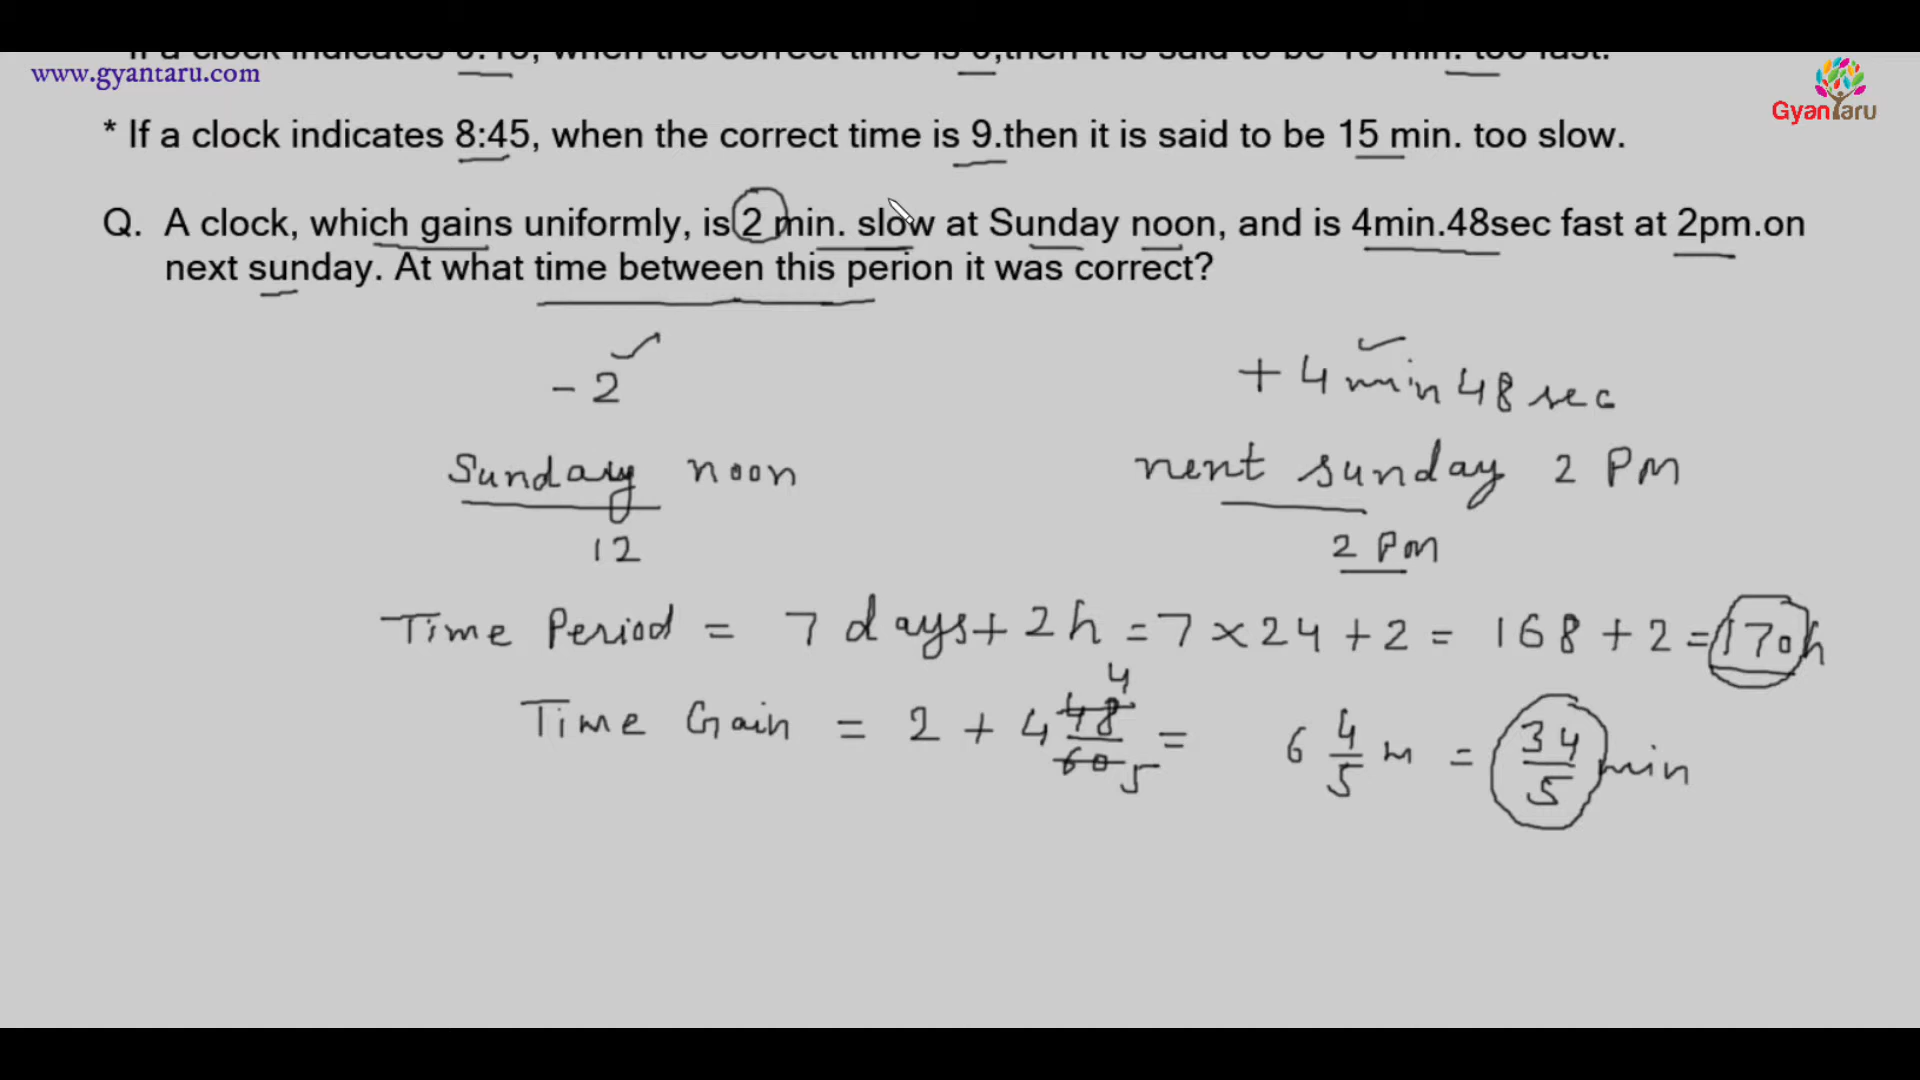 www.gyantaru.com
GyanTaru
* If a clock indicates 8:45, when the correct time is 9.then it is said to be 15 min. too slow.
Q. A clock, which gains uniformly, is 2 min. slow at Sunday noon, and is 4min.48sec fast at 2pm.on
next sunday. At what time between this perion it was correct?
- 2
+ 4 min 48 sec
Sunday noon
nent sunday 2 PM
12
2 PM
Time Period = 7 days + 2h = 7 × 24 + 2 = 168 + 2 = 170h
Time Gain = 2 + 4 48/60 4/5 = 6 4/5 m = 34/5 min